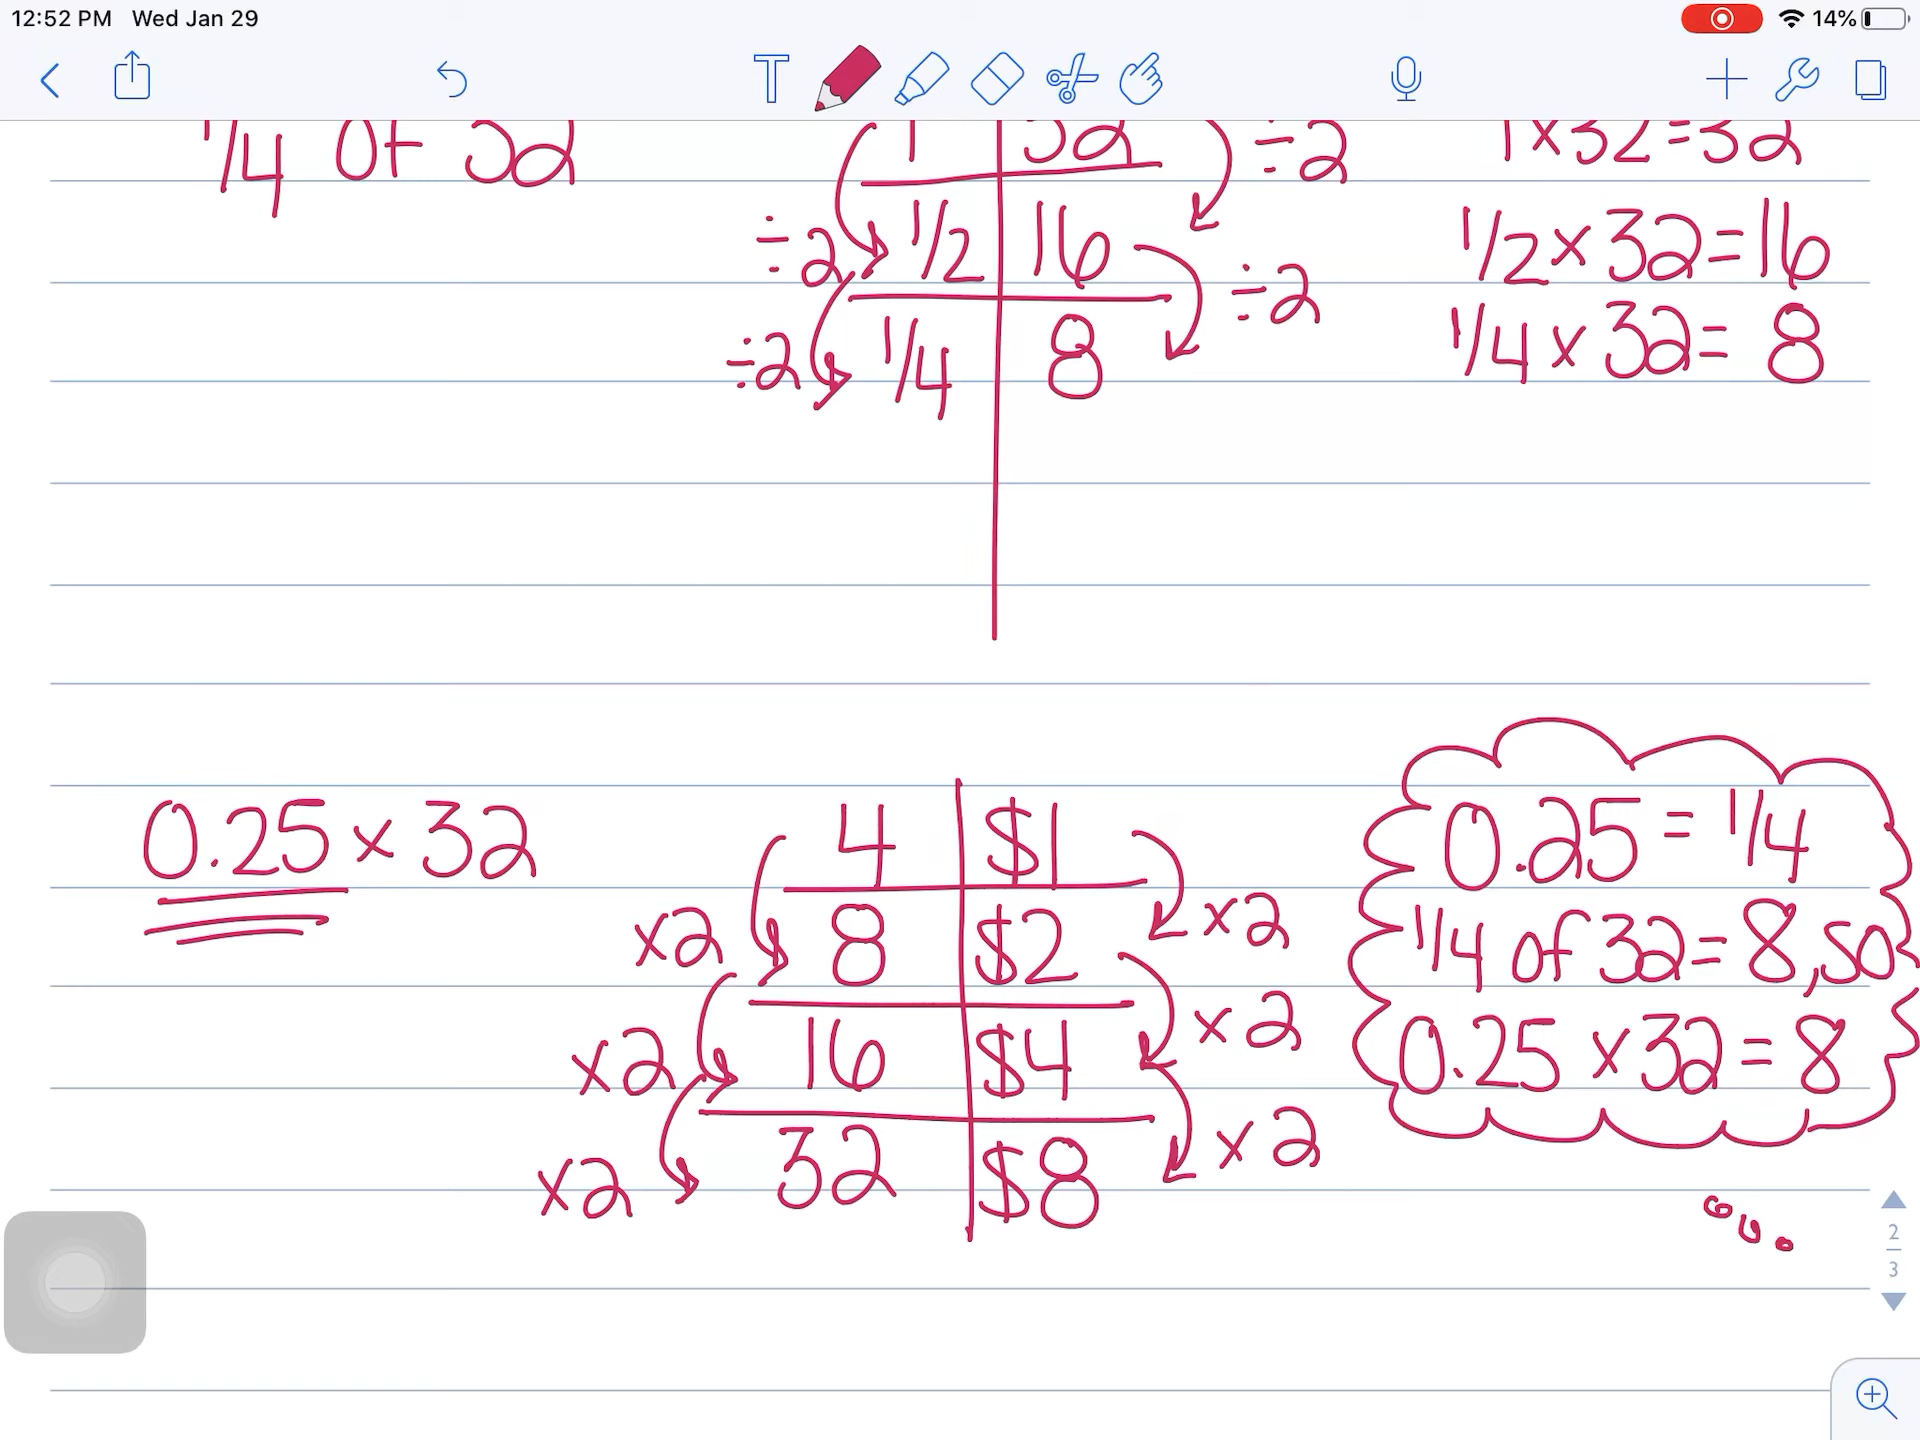 12:52 PM Wed Jan 29 14%
T
1/4 of 32
1 32 ÷2 1x32=32
÷2 1/2 16 ÷2 1/2x32=16
÷2 1/4 8 1/4x32=8
0.25x32 4 $1 0.25=1/4
x2 8 $2 x2 1/4 of 32=8, so
x2 16 $4 x2 0.25x32=8
x2 32 $8 x2
2
3